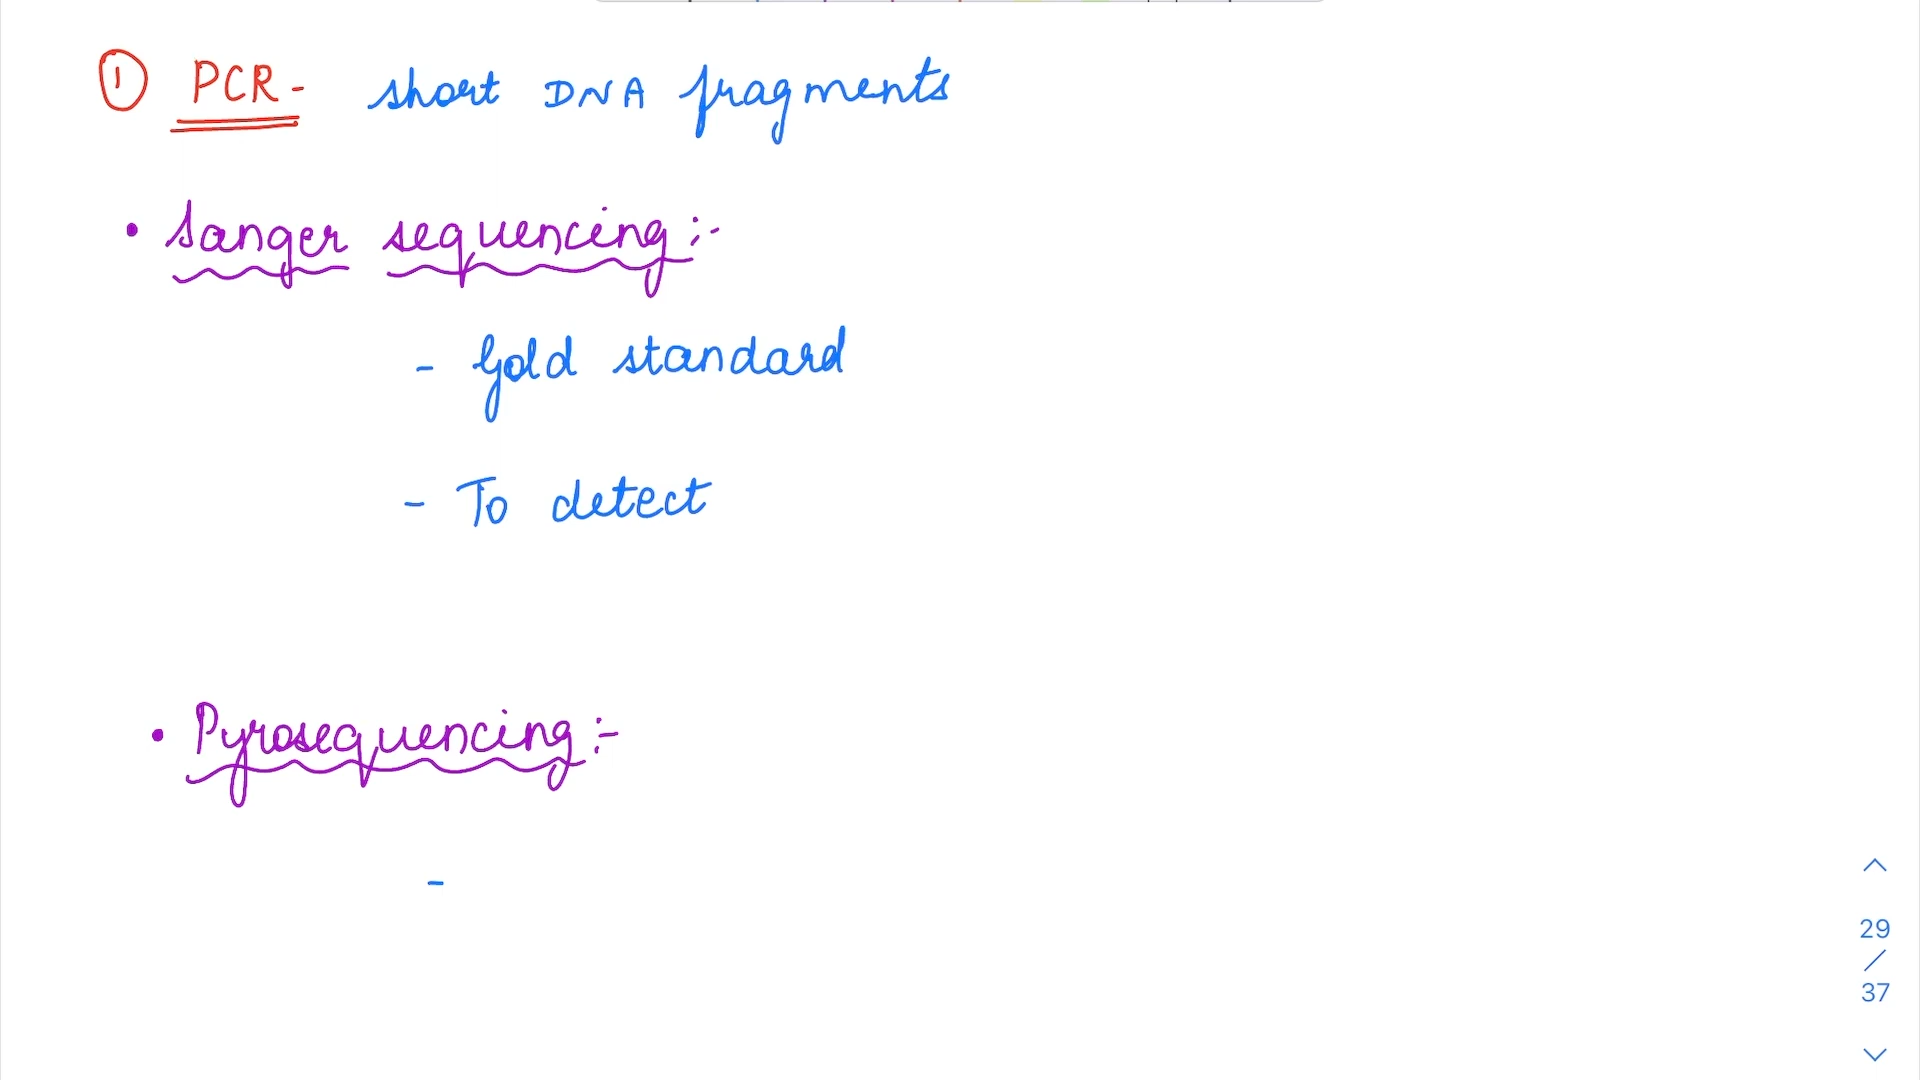 ① PCR - short DNA fragments
• Sanger sequencing :-
- Gold standard
- To detect
• Pyrosequencing :-
-
29
/
37